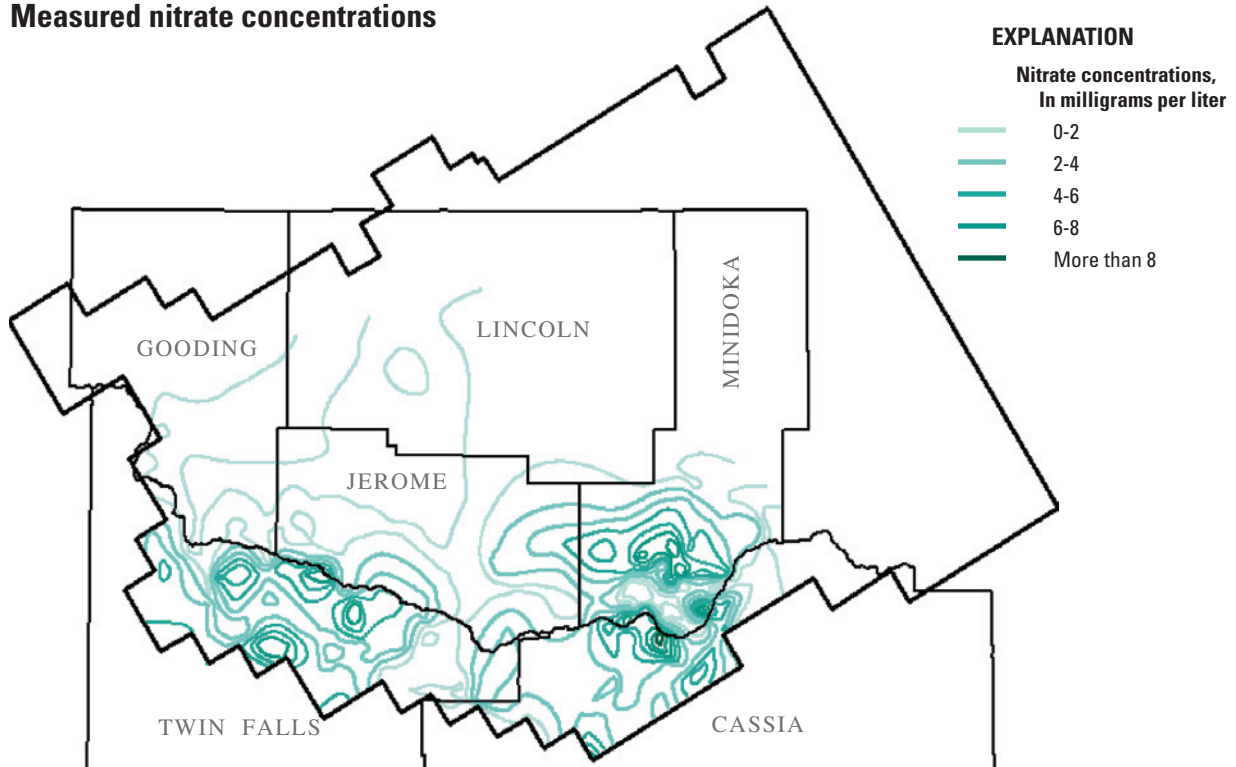 Measured nitrate concentrations
EXPLANATION
Nitrate concentrations,
In milligrams per liter
0-2
2-4
4-6
6-8
More than 8
GOODING
LINCOLN
MINIDOKA
JEROME
TWIN FALLS
CASSIA